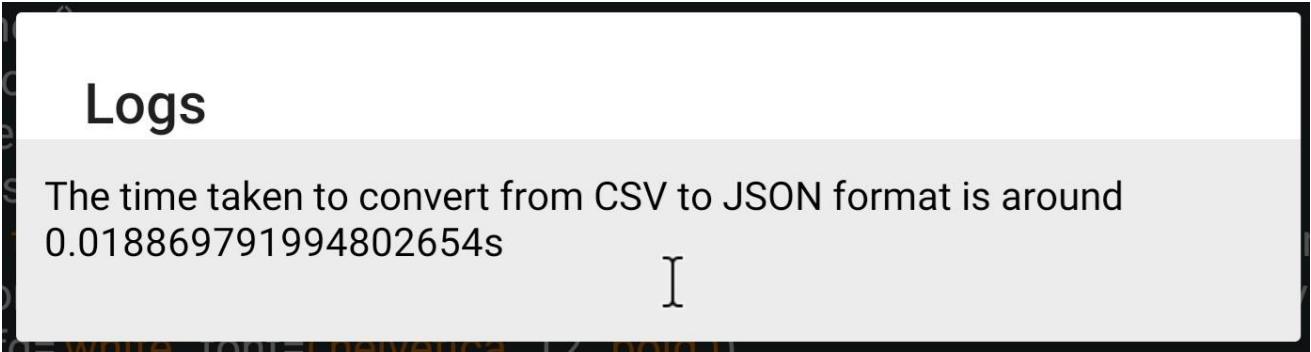 Logs
The time taken to convert from CSV to JSON format is around
0.018869791994802654s